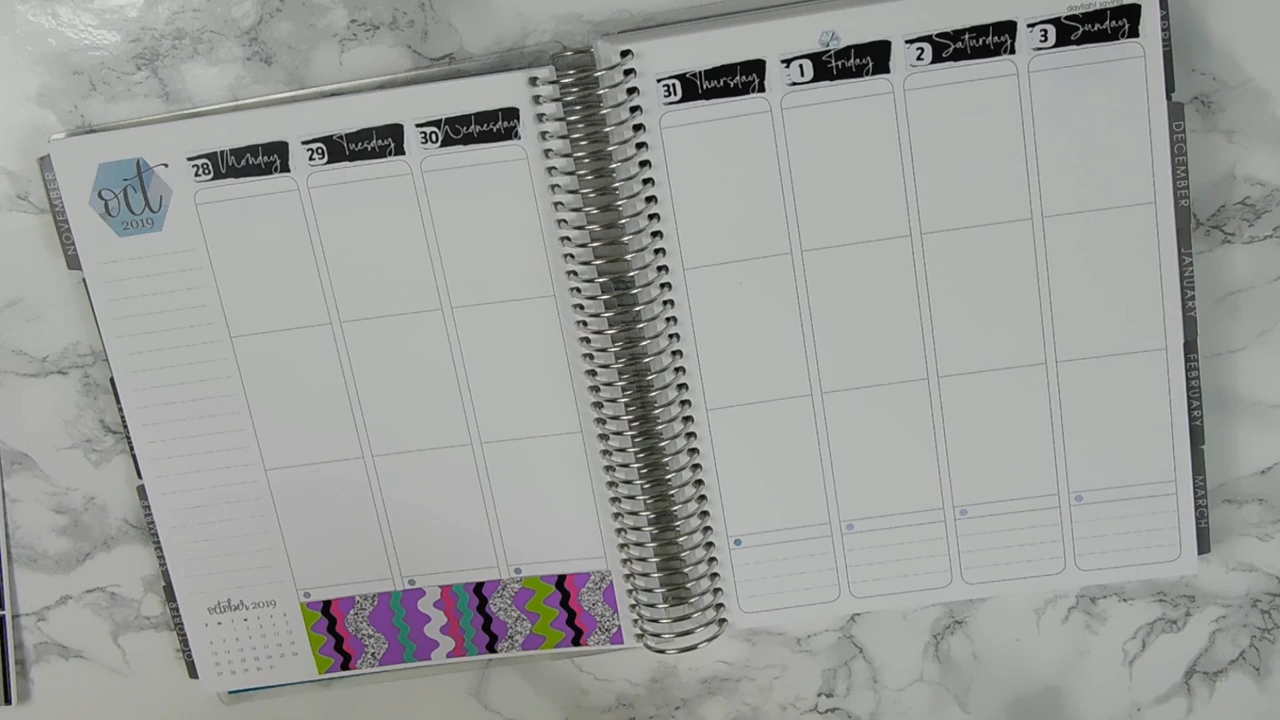 daylight saving
oct
2019
28 Monday
29 Tuesday
30 Wednesday
31 Thursday
1 Friday
2 Saturday
3 Sunday
october 2019
NOVEMBER
SEPTEMBER
OCTOBER
APRIL
DECEMBER
JANUARY
FEBRUARY
MARCH